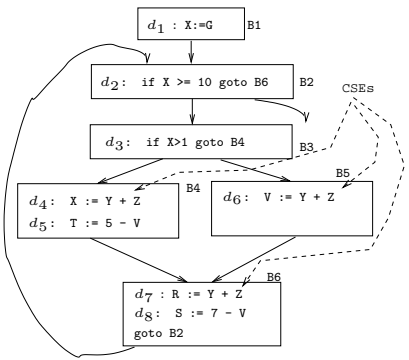 d1 : X:=G B1
d2: if X >= 10 goto B6 B2
CSEs
d3: if X>1 goto B4 B3
d4: X := Y + Z B4
d5: T := 5 - V
d6: V := Y + Z B5
d7 : R := Y + Z B6
d8: S := 7 - V
goto B2